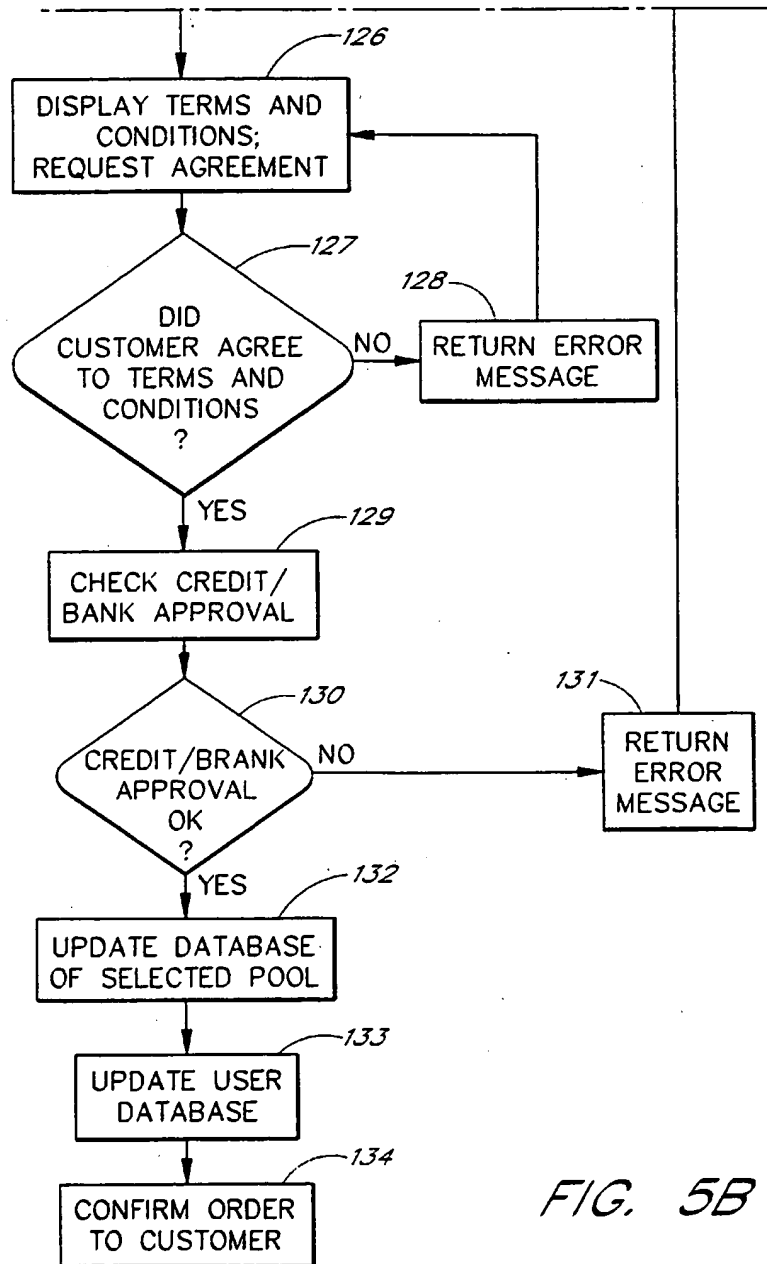 126
DISPLAY TERMS AND
CONDITIONS;
REQUEST AGREEMENT
127
DID
CUSTOMER AGREE
TO TERMS AND
CONDITIONS
?
NO
128
RETURN ERROR
MESSAGE
YES
129
CHECK CREDIT/
BANK APPROVAL
130
CREDIT/BRANK
APPROVAL
OK
?
NO
131
RETURN
ERROR
MESSAGE
YES
132
UPDATE DATABASE
OF SELECTED POOL
133
UPDATE USER
DATABASE
134
CONFIRM ORDER
TO CUSTOMER
FIG. 5B